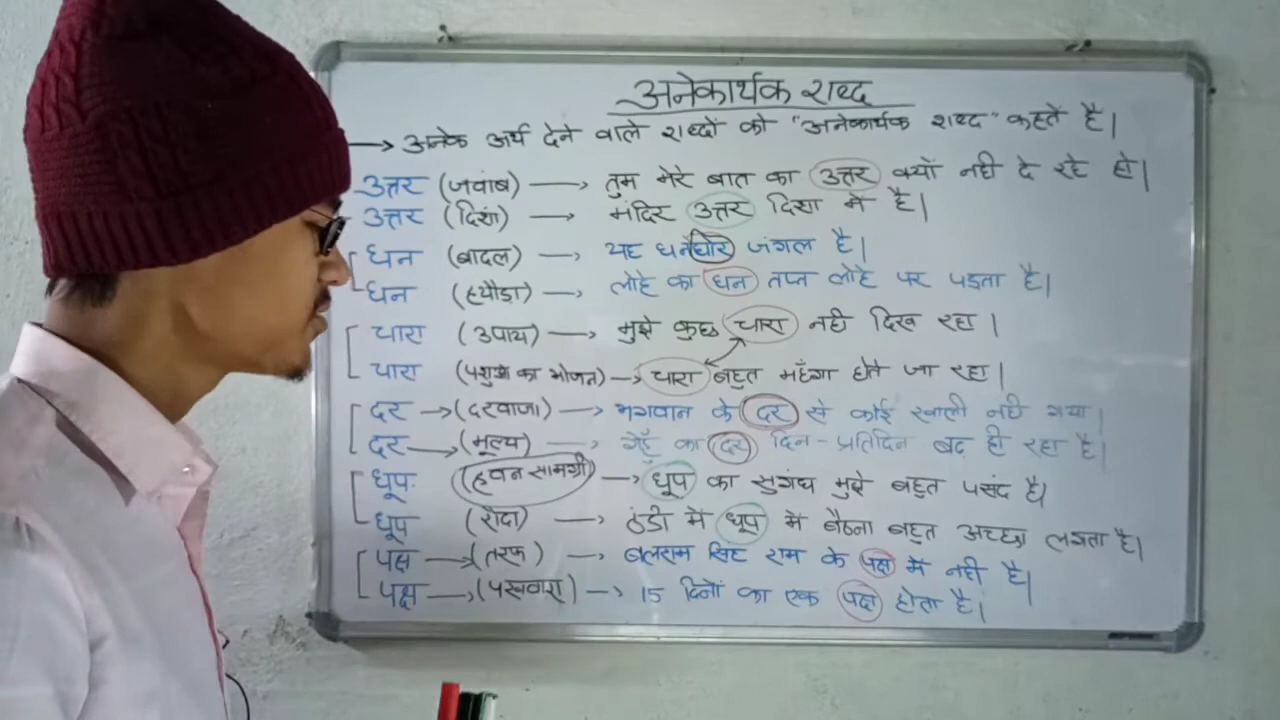 अनेकार्थक शब्द
→ अनेक अर्थ देने वाले शब्दों को "अनेकार्थक शब्द" कहते है।
उत्तर (जवाब) → तुम मेरे बात का उत्तर क्यों नही दे रहे हो।
उत्तर (दिशा) → मंदिर उत्तर दिशा में है।
धन (बादल) → यह धनघोर जंगल है।
धन (हथौडा) → लोहे का धन तप्त लोहे पर पड़ता है।
चारा (उपाय) → मुझे कुछ चारा नही दिख रहा।
चारा (पशुओ का भोजन) → चारा बहुत महँगा होते जा रहा।
दर → (दरवाजा) → भगवान के दर से कोई खाली नही गया।
दर → (मूल्य) → गेहूँ का दर दिन-प्रतिदिन बढ़ ही रहा है।
धूप (हवन सामग्री) → धूप का सुगंध मुझे बहुत पसंद है।
धूप (रौदा) → ठंडी में धूप में बैठना बहुत अच्छा लगता है।
पक्ष → (तरफ) → बलराम सिंह राम के पक्ष में नही है।
पक्ष → (पखवारा) → 15 दिनों का एक पक्ष होता है।